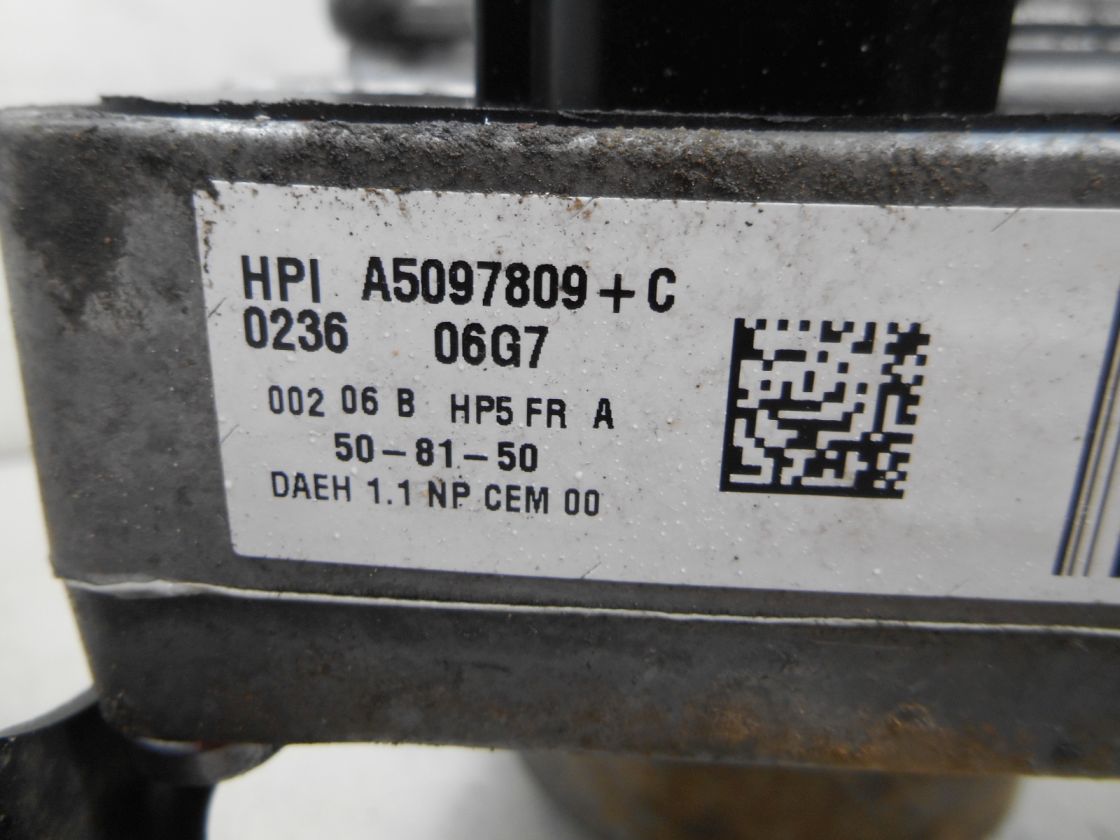 HPI A5097809+C
0236 06G7
002 06 B HP5 FR A
50-81-50
DAEH 1.1 NP CEM 00